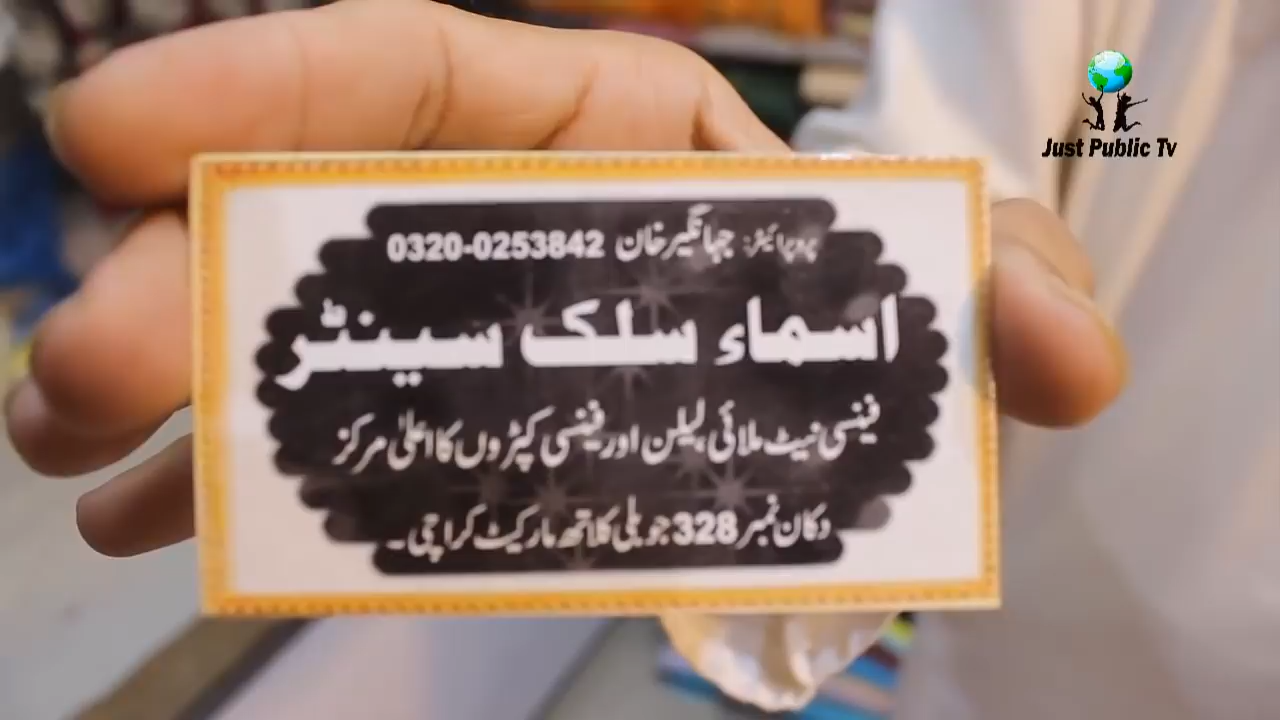 Just Public Tv
پروپرائیٹر: جہانگیر خان 0320-0253842
اسماء سلک سینٹر
فینسی نیٹ ملائی، لیلن اور فینسی کپڑوں کا اعلیٰ مرکز
دکان نمبر 328 جوبلی کلاتھ مارکیٹ کراچی۔